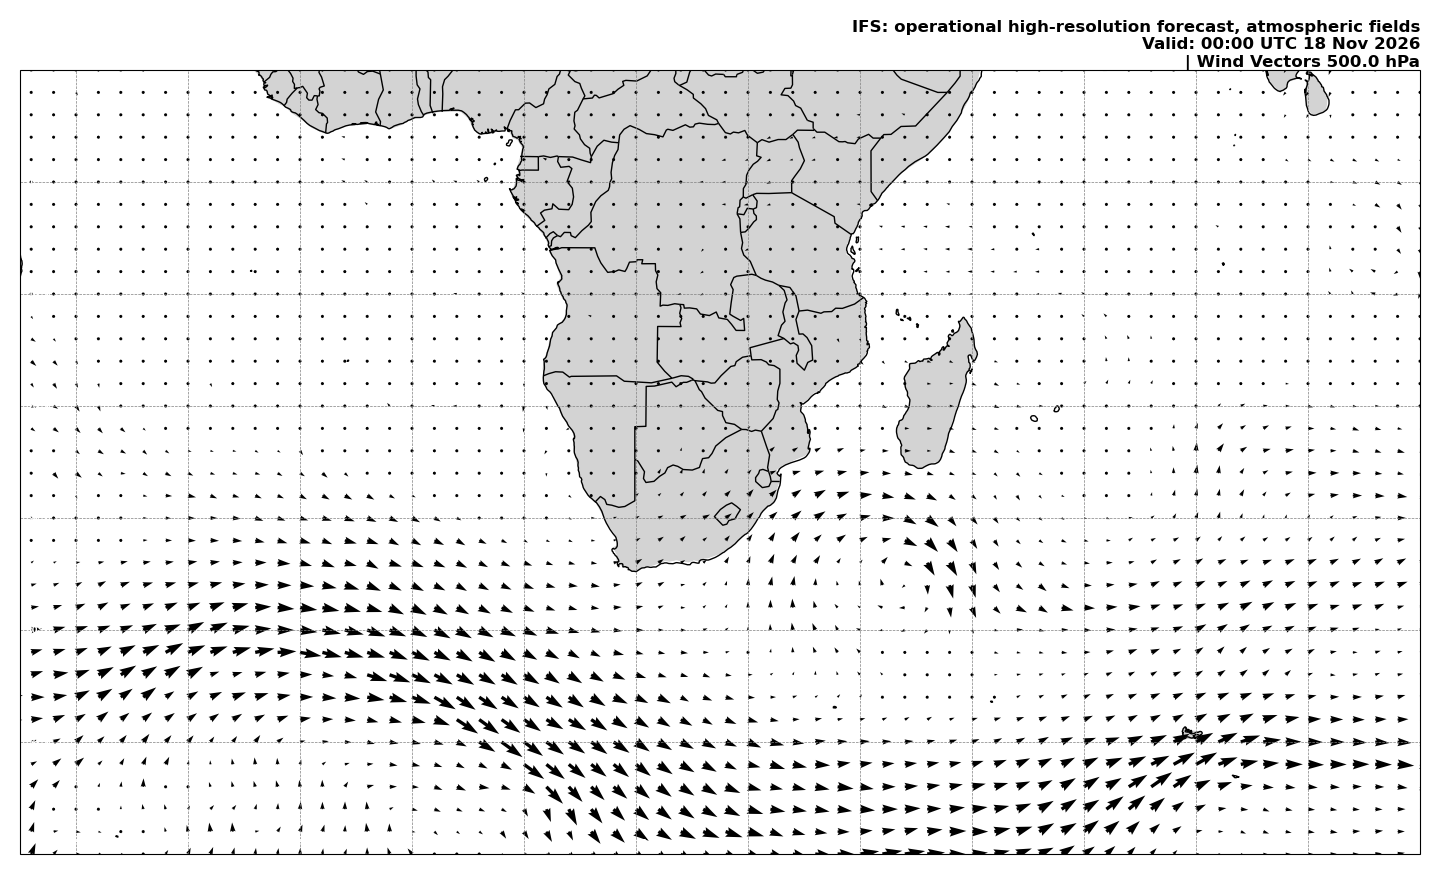 IFS: operational high-resolution forecast, atmospheric fields
Valid: 00:00 UTC 18 Nov 2026
| Wind Vectors 500.0 hPa